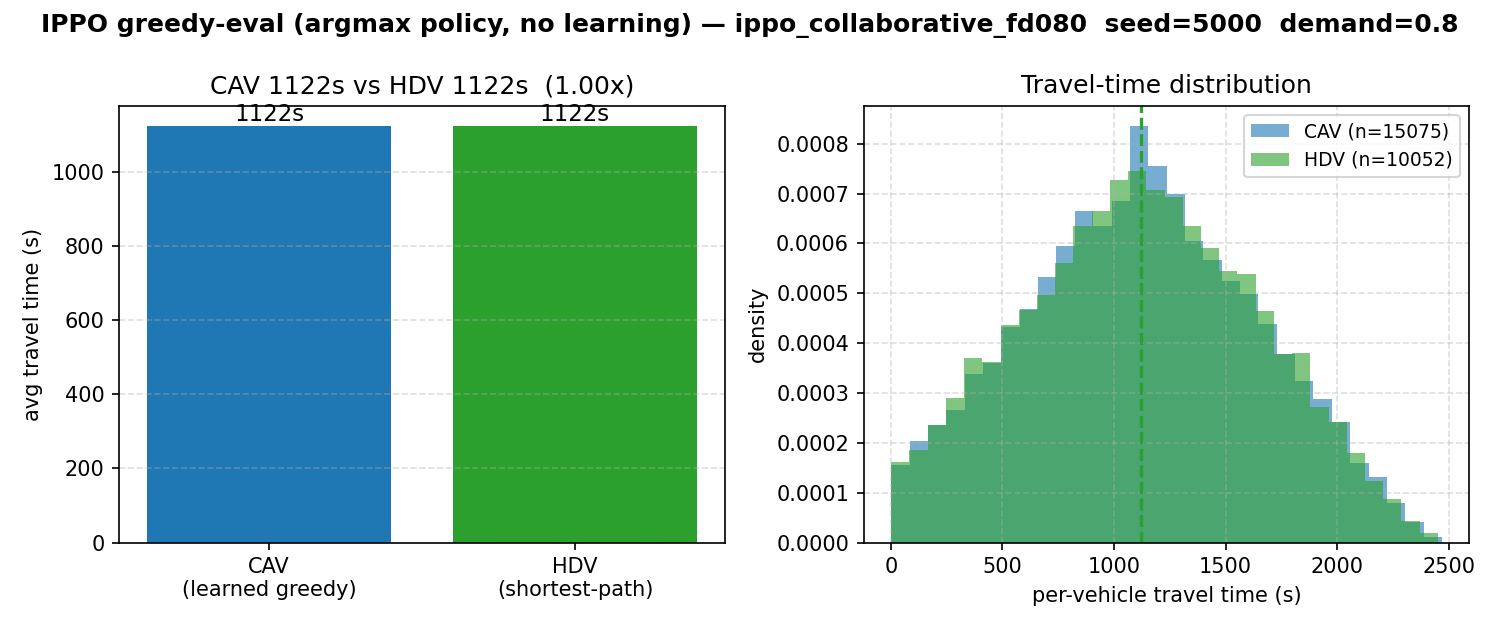 IPPO greedy-eval (argmax policy, no learning) — ippo_collaborative_fd080  seed=5000  demand=0.8
CAV 1122s vs HDV 1122s  (1.00x)
1122s
1122s
avg travel time (s)
1000
800
600
400
200
0
CAV
(learned greedy)
HDV
(shortest-path)
Travel-time distribution
CAV (n=15075)
HDV (n=10052)
density
0.0008
0.0007
0.0006
0.0005
0.0004
0.0003
0.0002
0.0001
0.0000
0
500
1000
1500
2000
2500
per-vehicle travel time (s)